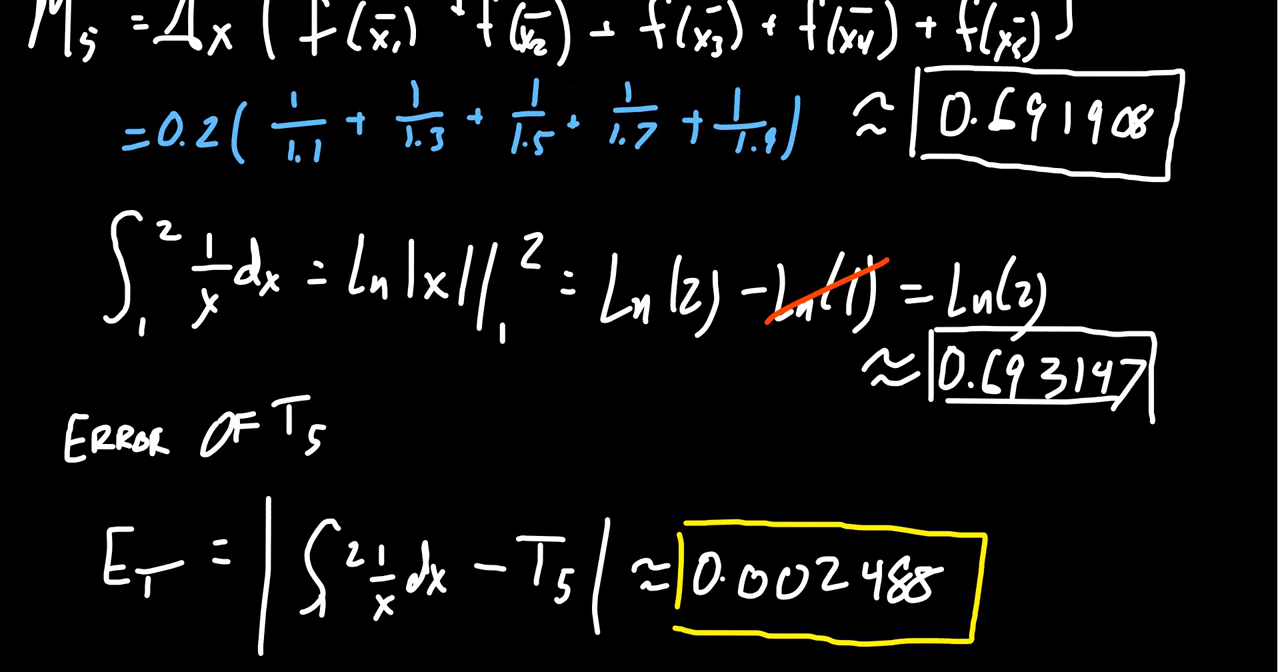 M₅ = Δx ( f(x̄₁) + f(x̄₂) + f(x̄₃) + f(x̄₄) + f(x̄₅) )
= 0.2 ( 1/1.1 + 1/1.3 + 1/1.5 + 1/1.7 + 1/1.9 ) ≈ 0.691908
∫₁² 1/x dx = Ln |x| |₁² = Ln(2) - Ln(1) = Ln(2)
≈ 0.693147
ERROR OF T₅
E_T = | ∫₁² 1/x dx - T₅ | ≈ 0.002488